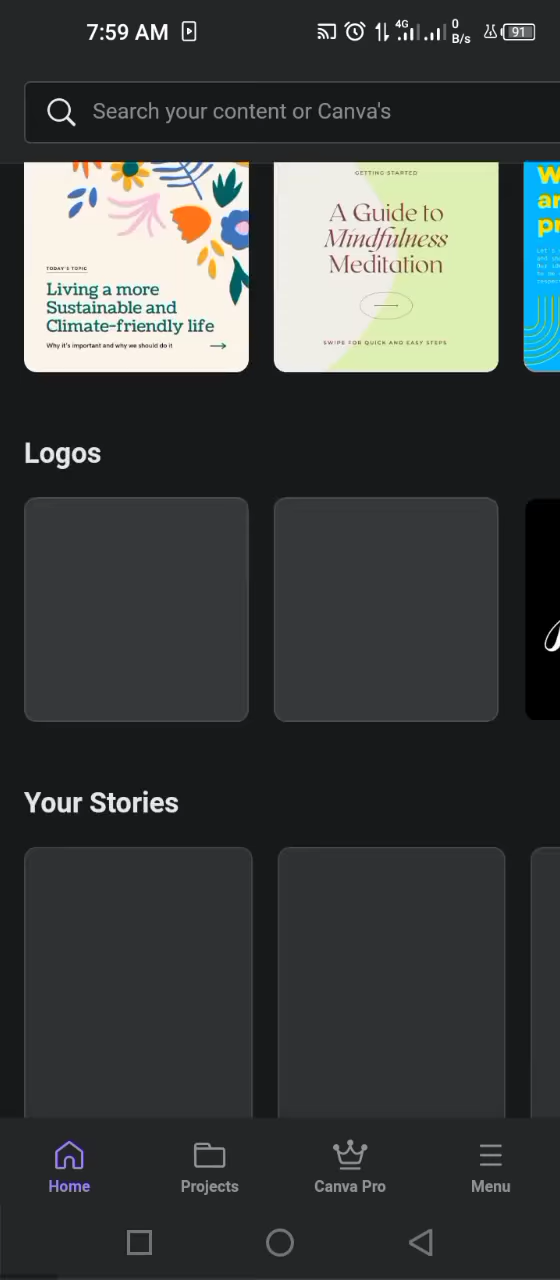 7:59 AM
4G
0
B/s
91
Search your content or Canva's
TODAY'S TOPIC
Living a more
Sustainable and
Climate-friendly life
Why it's important and why we should do it
GETTING STARTED
A Guide to
Mindfulness
Meditation
SWIPE FOR QUICK AND EASY STEPS
W
ar
pr
Logos
Your Stories
Home
Projects
Canva Pro
Menu